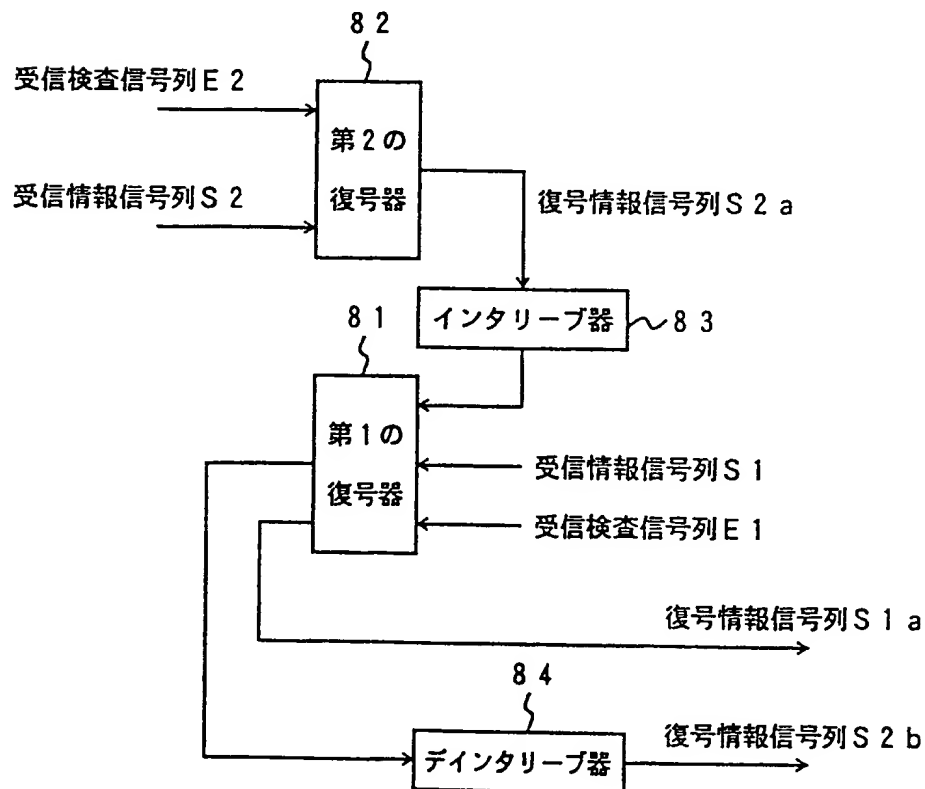 ８２
受信検査信号列Ｅ２
第２の
復号器
受信情報信号列Ｓ２
復号情報信号列Ｓ２ａ
インタリーブ器
８３
８１
第１の
復号器
受信情報信号列Ｓ１
受信検査信号列Ｅ１
復号情報信号列Ｓ１ａ
８４
デインタリーブ器
復号情報信号列Ｓ２ｂ